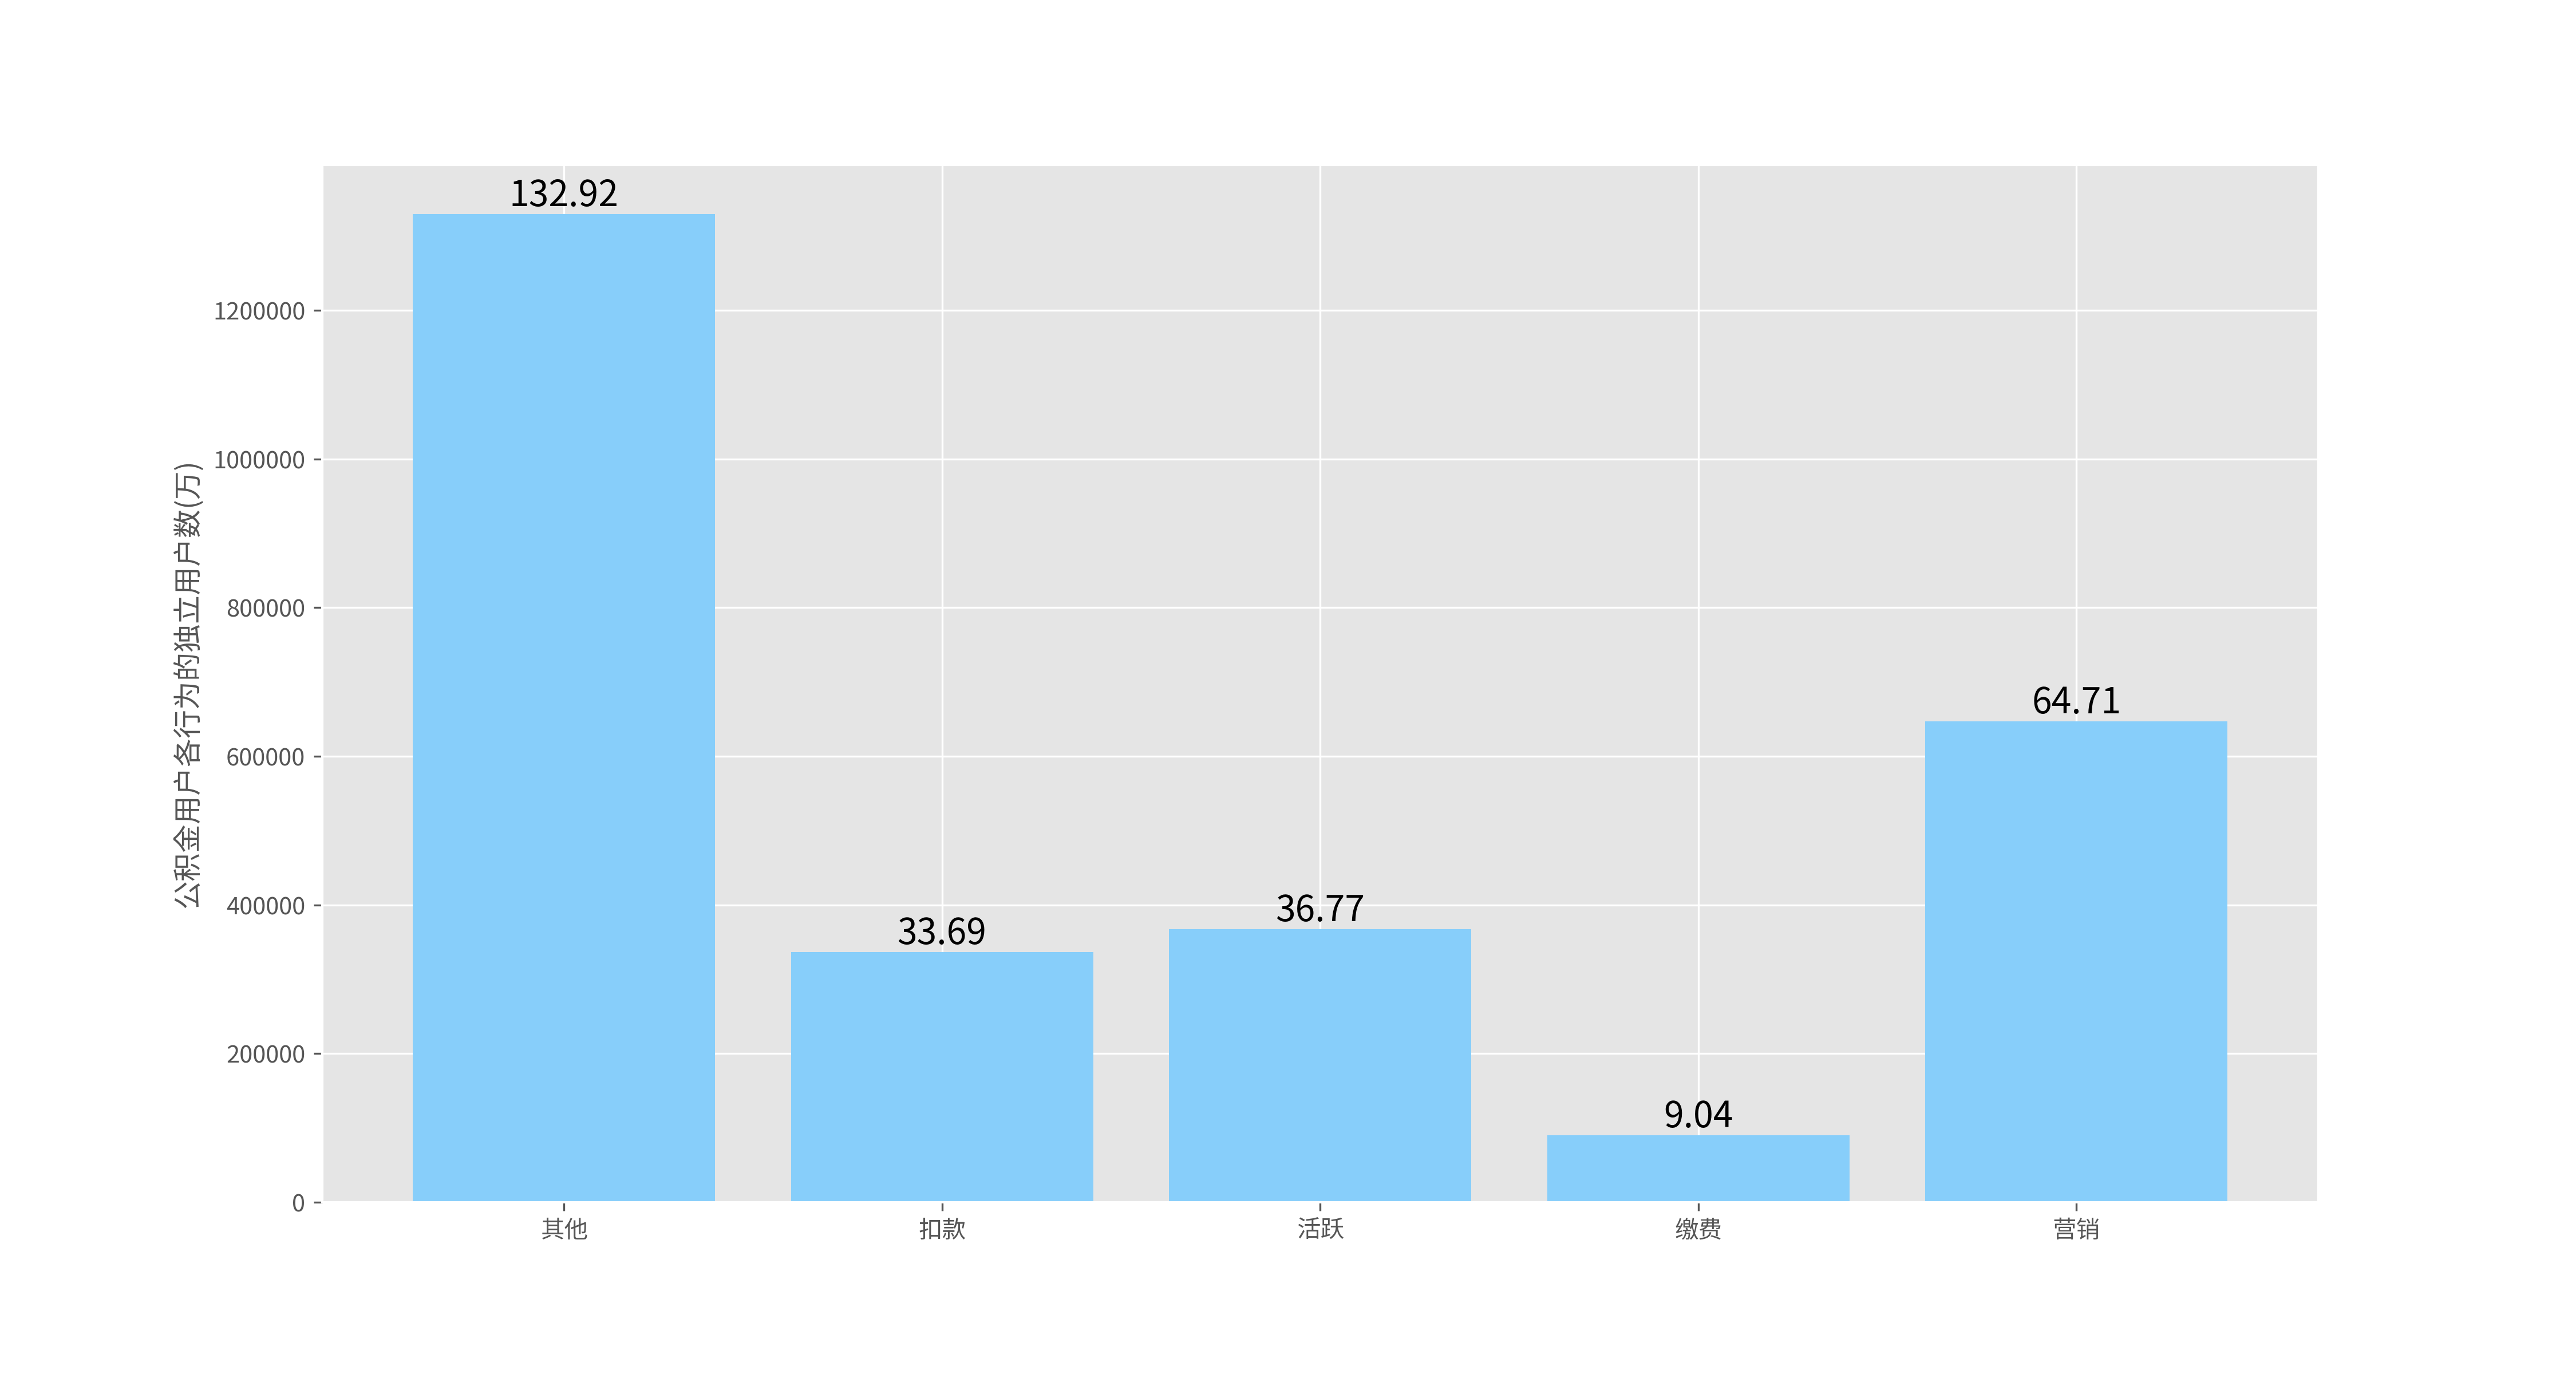 公积金用户各行为的独立用户数(万)
1200000
1000000
800000
600000
400000
200000
0
132.92
33.69
36.77
9.04
64.71
其他
扣款
活跃
缴费
营销